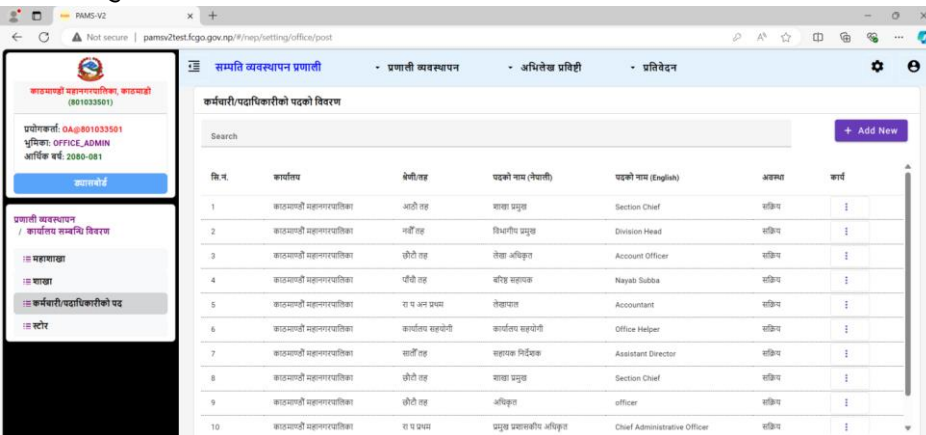 PAMS-V2
Not secure | pamsv2test.fcgo.gov.np/#/nep/setting/office/post
काठमाण्डौं महानगरपालिका, काठमाडौं
(801033501)
प्रयोगकर्ता: OA@801033501
भूमिका: OFFICE_ADMIN
आर्थिक वर्ष: 2080-081
ड्यासबोर्ड
प्रणाली व्यवस्थापन
/ कार्यालय सम्बन्धि विवरण
महाशाखा
शाखा
कर्मचारी/पदाधिकारीको पद
स्टोर
सम्पति व्यवस्थापन प्रणाली प्रणाली व्यवस्थापन अभिलेख प्रविष्टी प्रतिवेदन
कर्मचारी/पदाधिकारीको पदको विवरण
Search + Add New
सि.नं. कार्यालय श्रेणी/तह पदको नाम (नेपाली) पदको नाम (English) अवस्था कार्य
1 काठमाण्डौं महानगरपालिका आठौ तह शाखा प्रमुख Section Chief सक्रिय
2 काठमाण्डौं महानगरपालिका नवौँ तह विभागीय प्रमुख Division Head सक्रिय
3 काठमाण्डौं महानगरपालिका छैटौ तह लेखा अधिकृत Account Officer सक्रिय
4 काठमाण्डौं महानगरपालिका पाँचौ तह बरिष्ठ सहायक Nayab Subba सक्रिय
5 काठमाण्डौं महानगरपालिका रा प अन प्रथम लेखापाल Accountant सक्रिय
6 काठमाण्डौं महानगरपालिका कार्यालय सहयोगी कार्यालय सहयोगी Office Helper सक्रिय
7 काठमाण्डौं महानगरपालिका सातौँ तह सहायक निर्देशक Assistant Director सक्रिय
8 काठमाण्डौं महानगरपालिका छैटौ तह शाखा प्रमुख Section Chief सक्रिय
9 काठमाण्डौं महानगरपालिका छैटौ तह अधिकृत officer सक्रिय
10 काठमाण्डौं महानगरपालिका रा प प्रथम प्रमुख प्रशासकीय अधिकृत Chief Administrative Officer सक्रिय